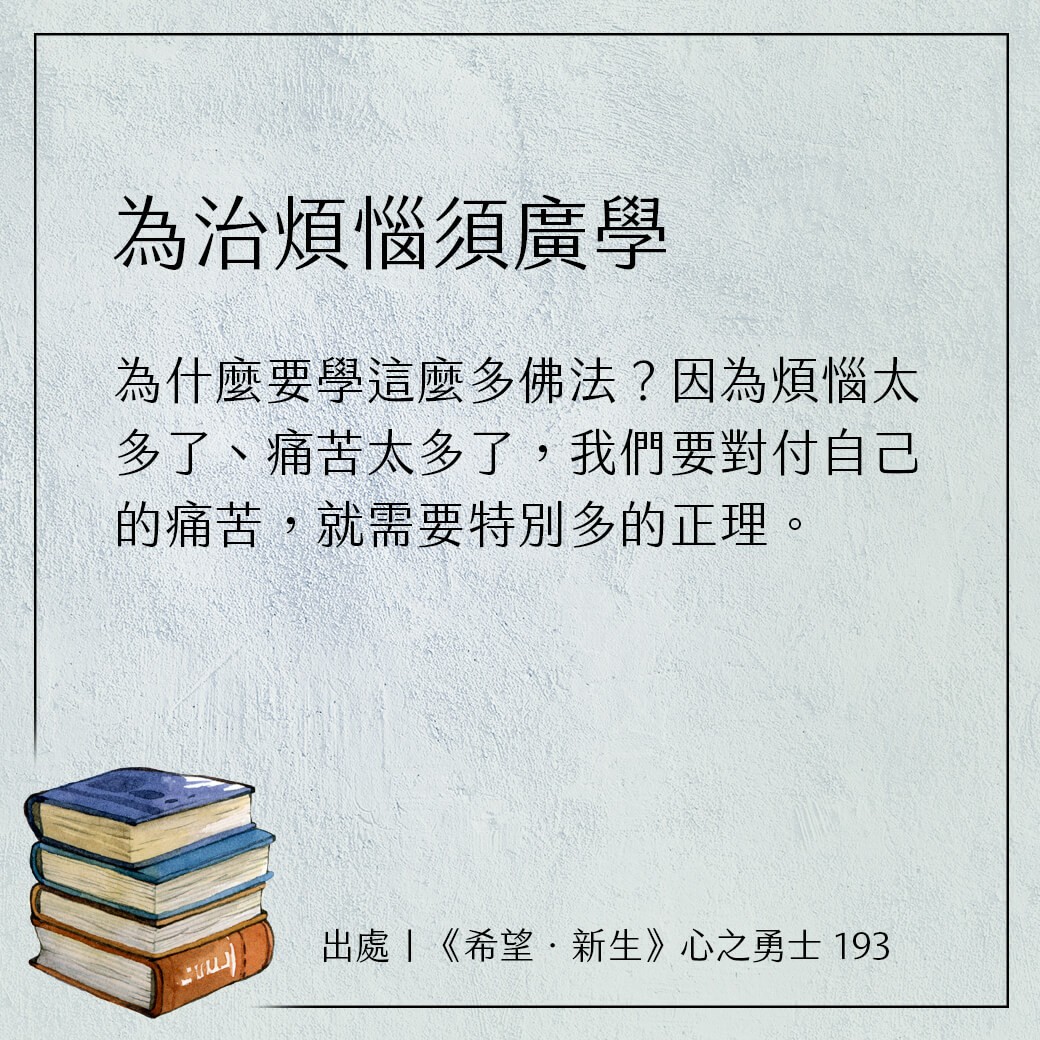 為治煩惱須廣學
為什麼要學這麼多佛法？因為煩惱太
多了、痛苦太多了，我們要對付自己
的痛苦，就需要特別多的正理。
出處｜《希望．新生》心之勇士 193